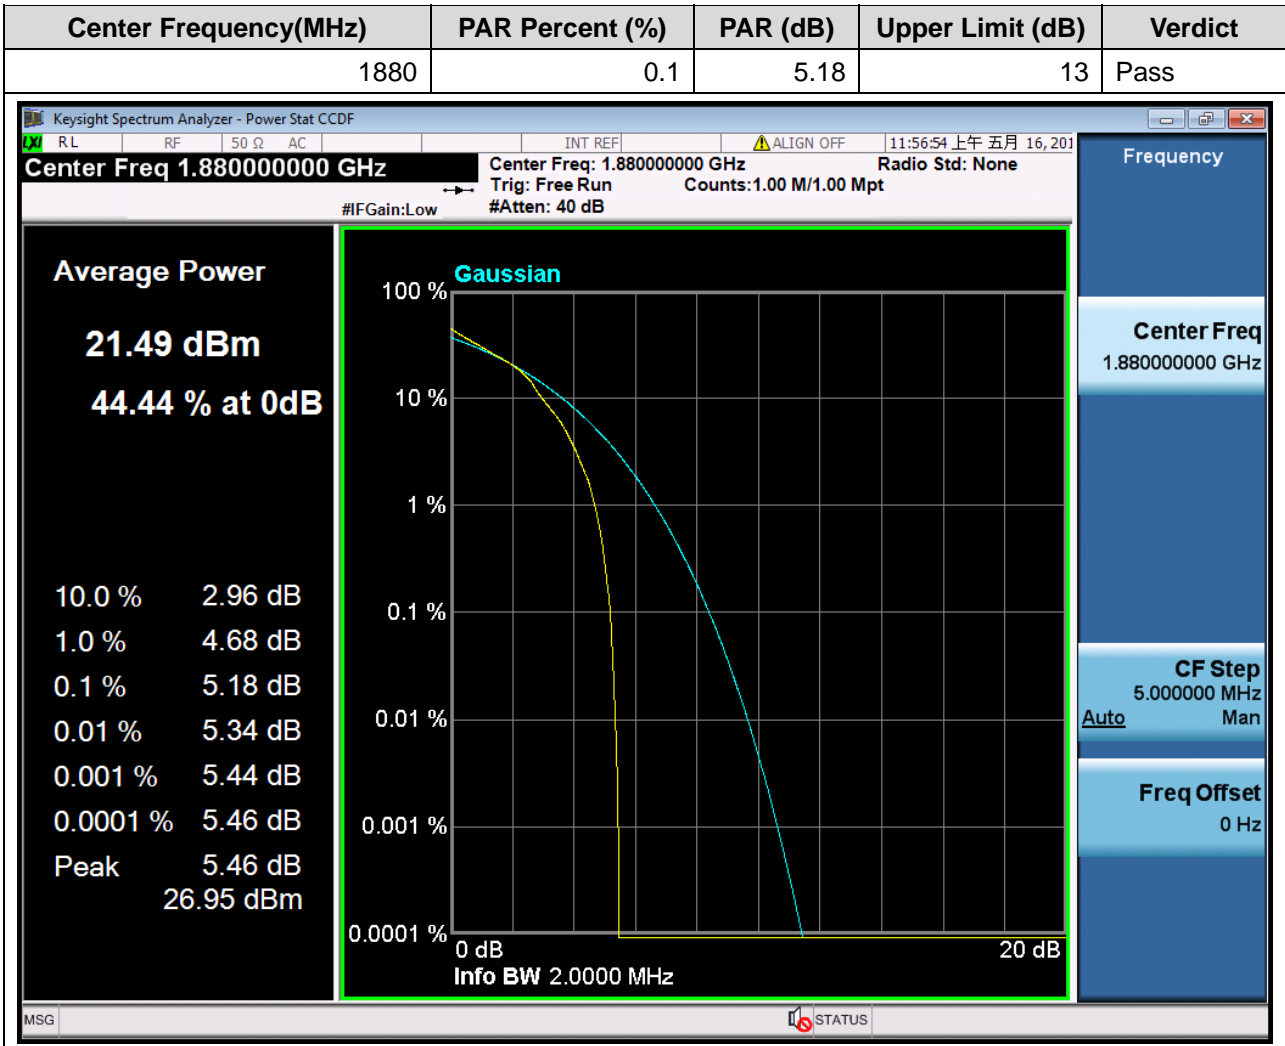 Center Frequency(MHz) PAR Percent (%) PAR (dB) Upper Limit (dB) Verdict
1880 0.1 5.18 13 Pass
Keysight Spectrum Analyzer - Power Stat CCDF
LXI RL RF 50 Ω AC INT REF ALIGN OFF 11:56:54 上午 五月 16, 201
Center Freq 1.880000000 GHz
Center Freq: 1.880000000 GHz Radio Std: None
Trig: Free Run Counts:1.00 M/1.00 Mpt
#IFGain:Low #Atten: 40 dB
Average Power
21.49 dBm
44.44 % at 0dB
10.0 % 2.96 dB
1.0 % 4.68 dB
0.1 % 5.18 dB
0.01 % 5.34 dB
0.001 % 5.44 dB
0.0001 % 5.46 dB
Peak 5.46 dB
26.95 dBm
Gaussian
100 %
10 %
1 %
0.1 %
0.01 %
0.001 %
0.0001 %
0 dB 20 dB
Info BW 2.0000 MHz
Frequency
Center Freq
1.880000000 GHz
CF Step
5.000000 MHz
Auto Man
Freq Offset
0 Hz
MSG STATUS